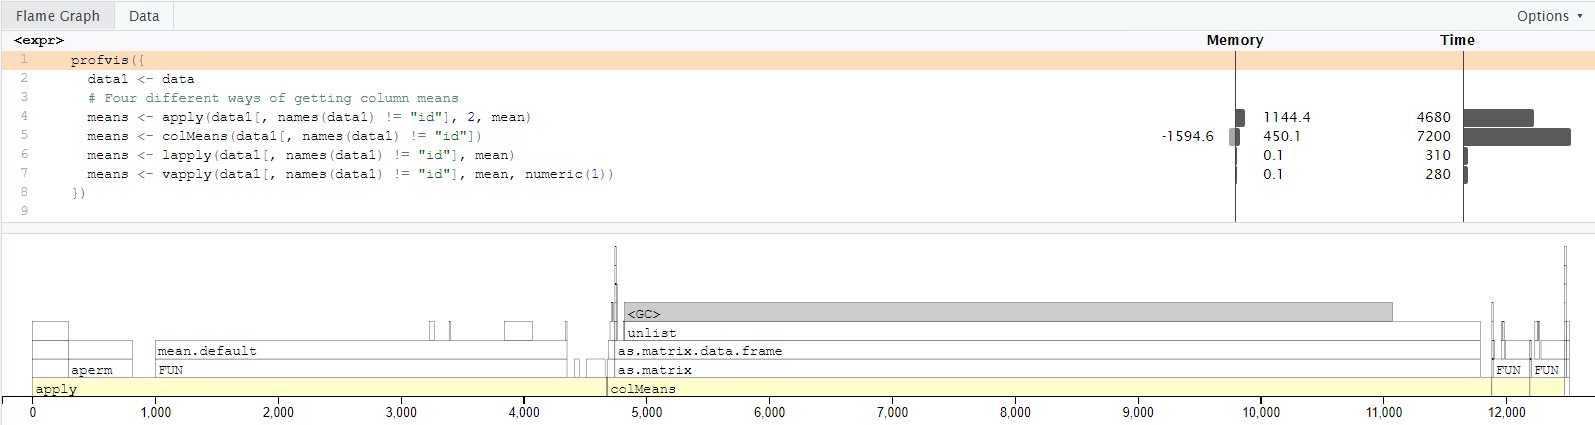 Flame Graph Data Options ▾
<expr> Memory Time
1 profvis({
2 data1 <- data
3 # Four different ways of getting column means
4 means <- apply(data1[, names(data1) != "id"], 2, mean) 1144.4 4680
5 means <- colMeans(data1[, names(data1) != "id"]) -1594.6 450.1 7200
6 means <- lapply(data1[, names(data1) != "id"], mean) 0.1 310
7 means <- vapply(data1[, names(data1) != "id"], mean, numeric(1)) 0.1 280
8 })
9
<GC>
unlist
mean.default as.matrix.data.frame
aperm FUN as.matrix FUN FUN
apply colMeans
0 1,000 2,000 3,000 4,000 5,000 6,000 7,000 8,000 9,000 10,000 11,000 12,000